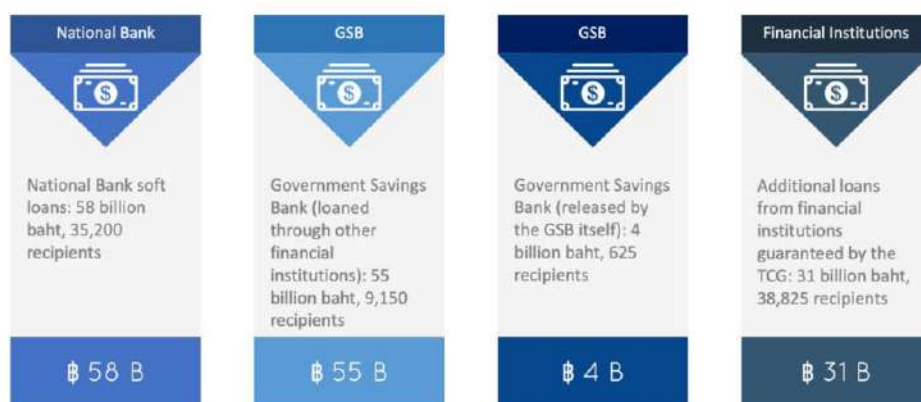 National Bank
National Bank soft
loans: 58 billion
baht, 35,200
recipients
฿ 58 B
GSB
Government Savings
Bank (loaned
through other
financial
institutions): 55
billion baht, 9,150
recipients
฿ 55 B
GSB
Government Savings
Bank (released by
the GSB itself): 4
billion baht, 625
recipients
฿ 4 B
Financial Institutions
Additional loans
from financial
institutions
guaranteed by the
TCG: 31 billion baht,
38,825 recipients
฿ 31 B